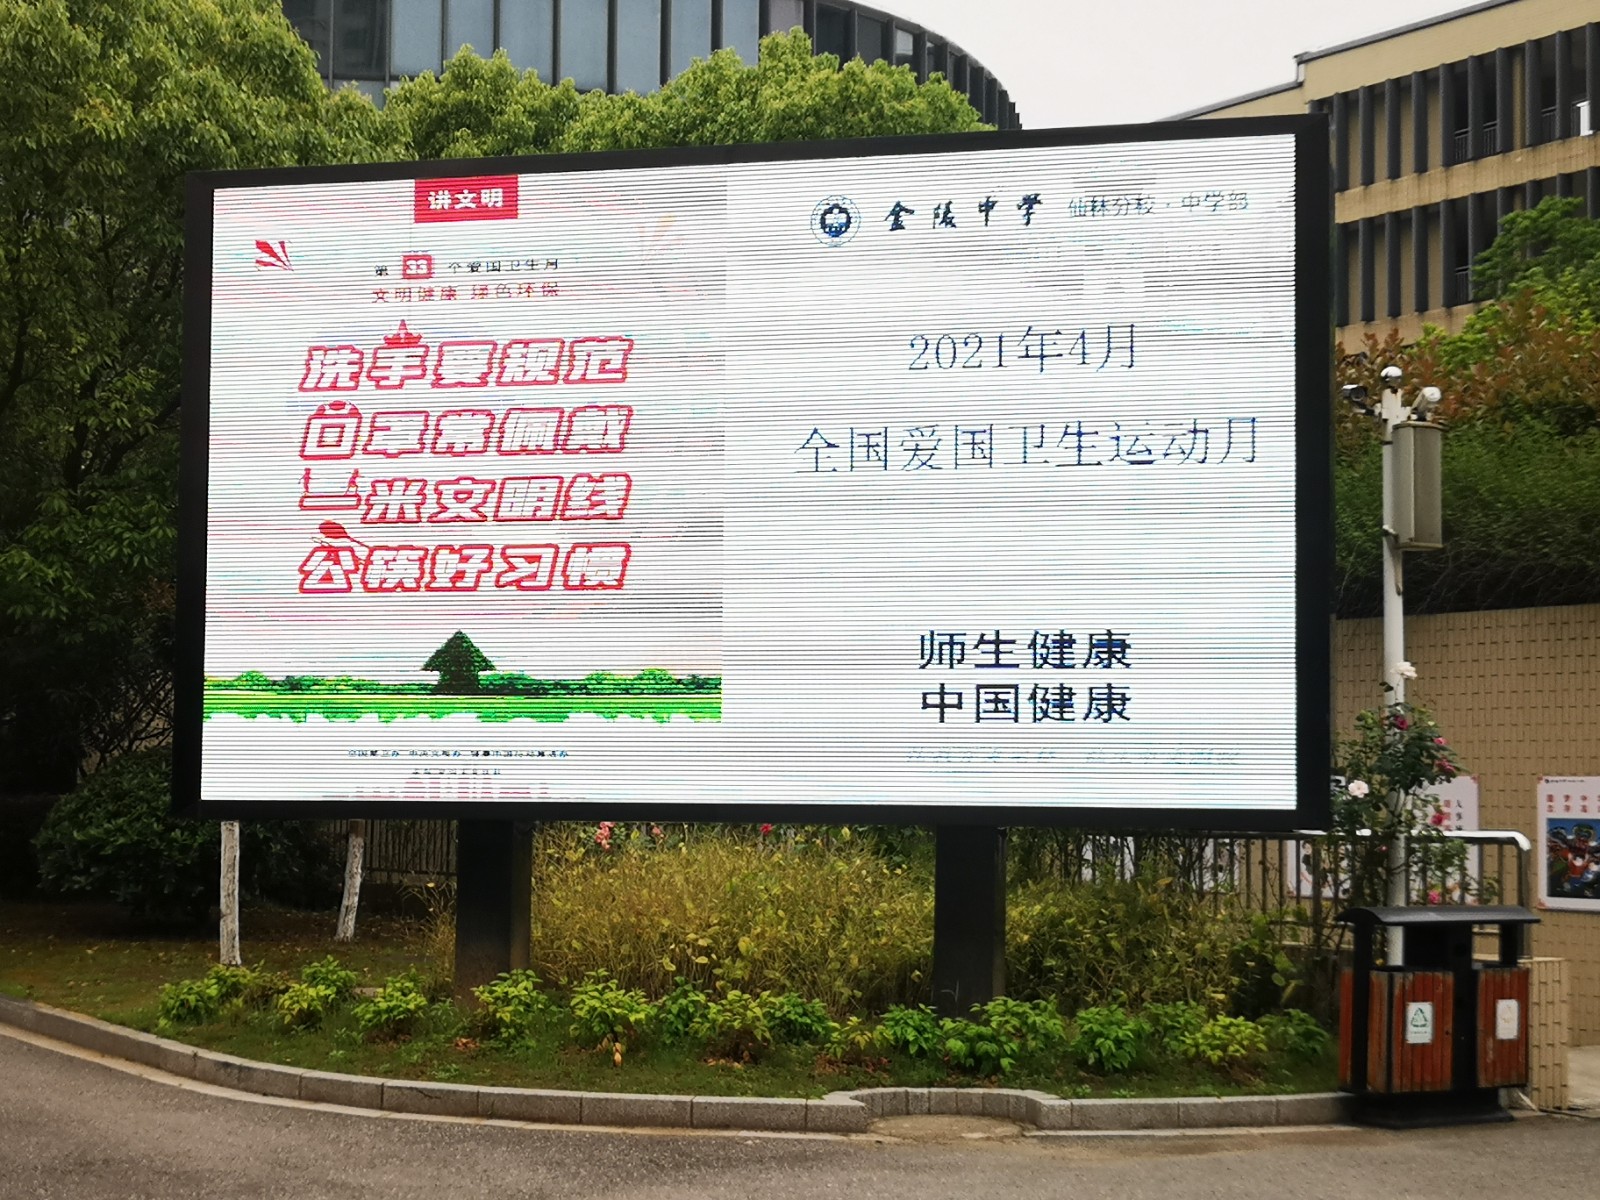 讲文明
第33个爱国卫生月
文明健康 绿色环保
洗手要规范
口罩常佩戴
一米文明线
公筷好习惯
金陵中学 仙林分校·中学部
2021年4月
全国爱国卫生运动月
师生健康
中国健康